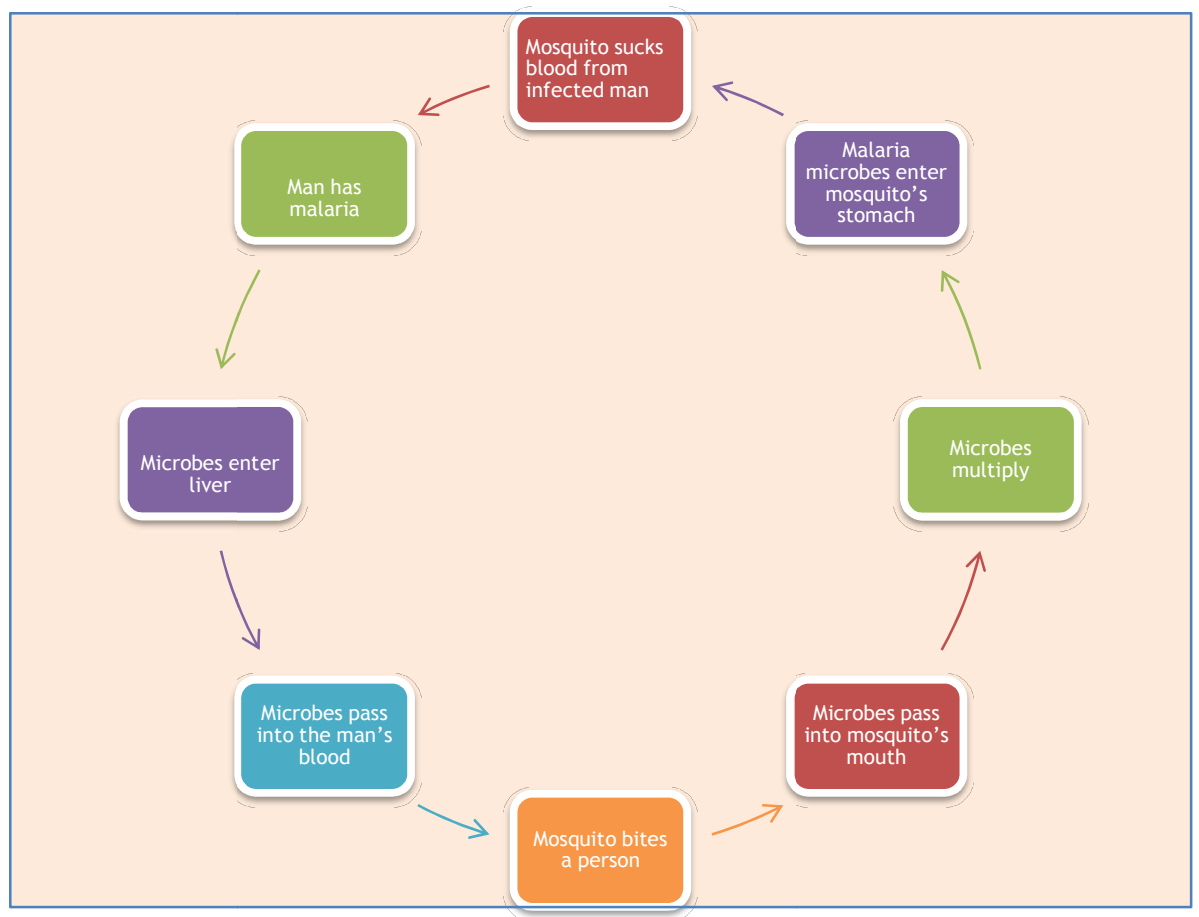 Mosquito sucks
blood from
infected man
Man has
malaria
Microbes enter
liver
Microbes pass
into the man’s
blood
Mosquito bites
a person
Microbes pass
into mosquito’s
mouth
Microbes
multiply
Malaria
microbes enter
mosquito’s
stomach